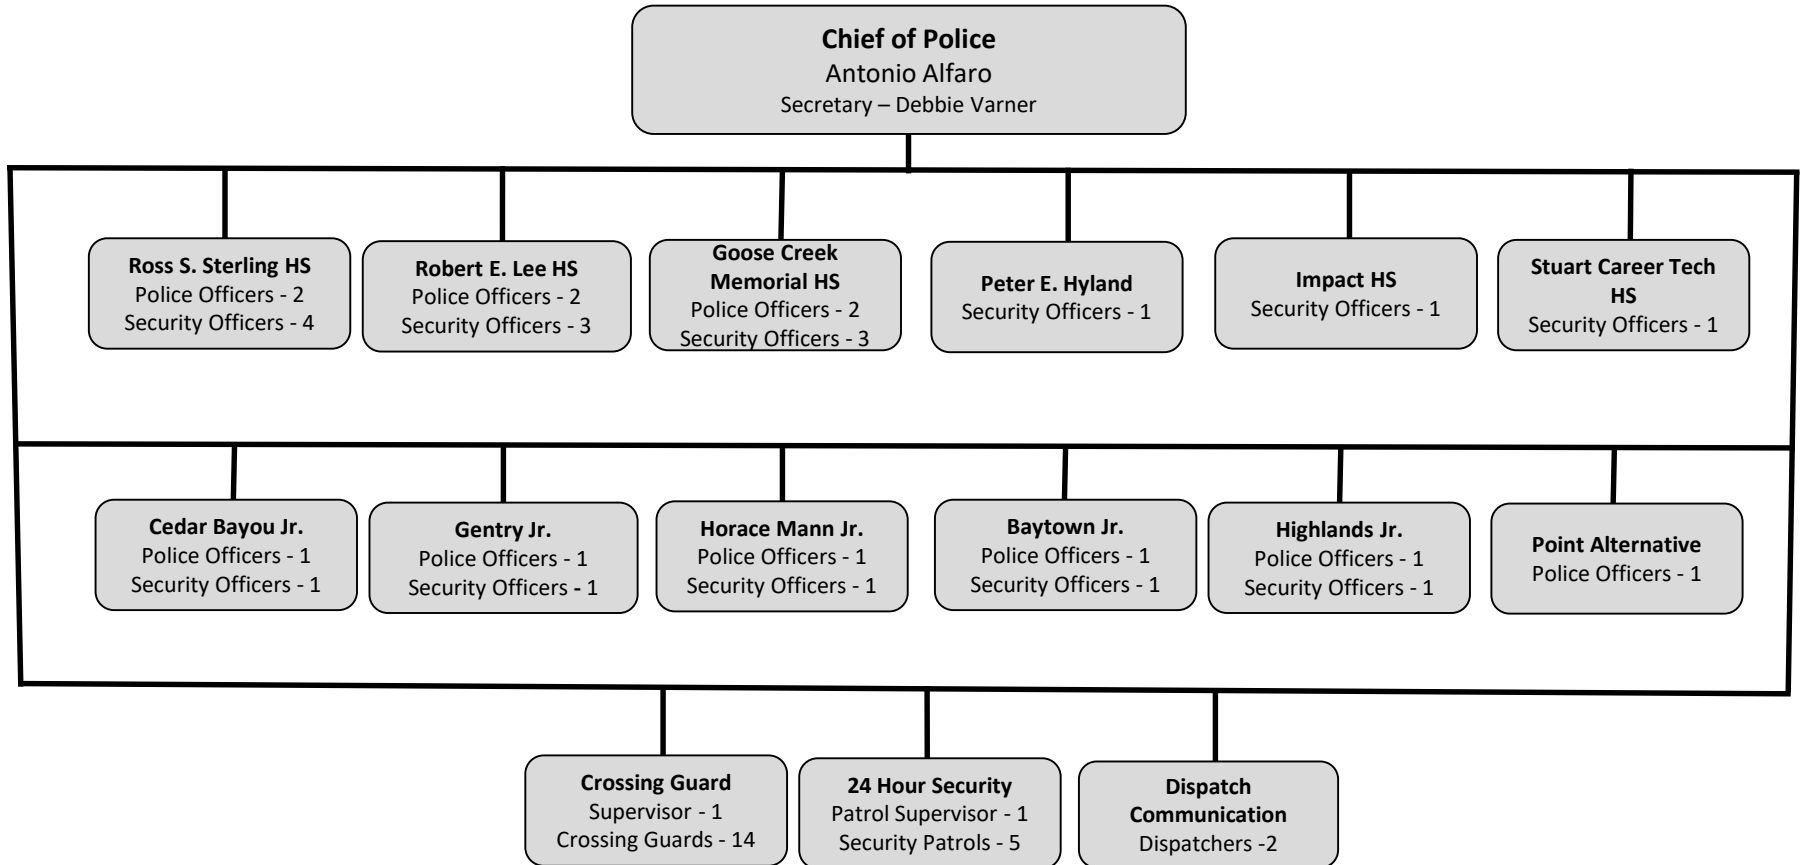 Chief of Police
Antonio Alfaro
Secretary – Debbie Varner
Ross S. Sterling HS
Police Officers - 2
Security Officers - 4
Robert E. Lee HS
Police Officers - 2
Security Officers - 3
Goose Creek
Memorial HS
Police Officers - 2
Security Officers - 3
Peter E. Hyland
Security Officers - 1
Impact HS
Security Officers - 1
Stuart Career Tech
HS
Security Officers - 1
Cedar Bayou Jr.
Police Officers - 1
Security Officers - 1
Gentry Jr.
Police Officers - 1
Security Officers - 1
Horace Mann Jr.
Police Officers - 1
Security Officers - 1
Baytown Jr.
Police Officers - 1
Security Officers - 1
Highlands Jr.
Police Officers - 1
Security Officers - 1
Point Alternative
Police Officers - 1
Crossing Guard
Supervisor - 1
Crossing Guards - 14
24 Hour Security
Patrol Supervisor - 1
Security Patrols - 5
Dispatch
Communication
Dispatchers -2